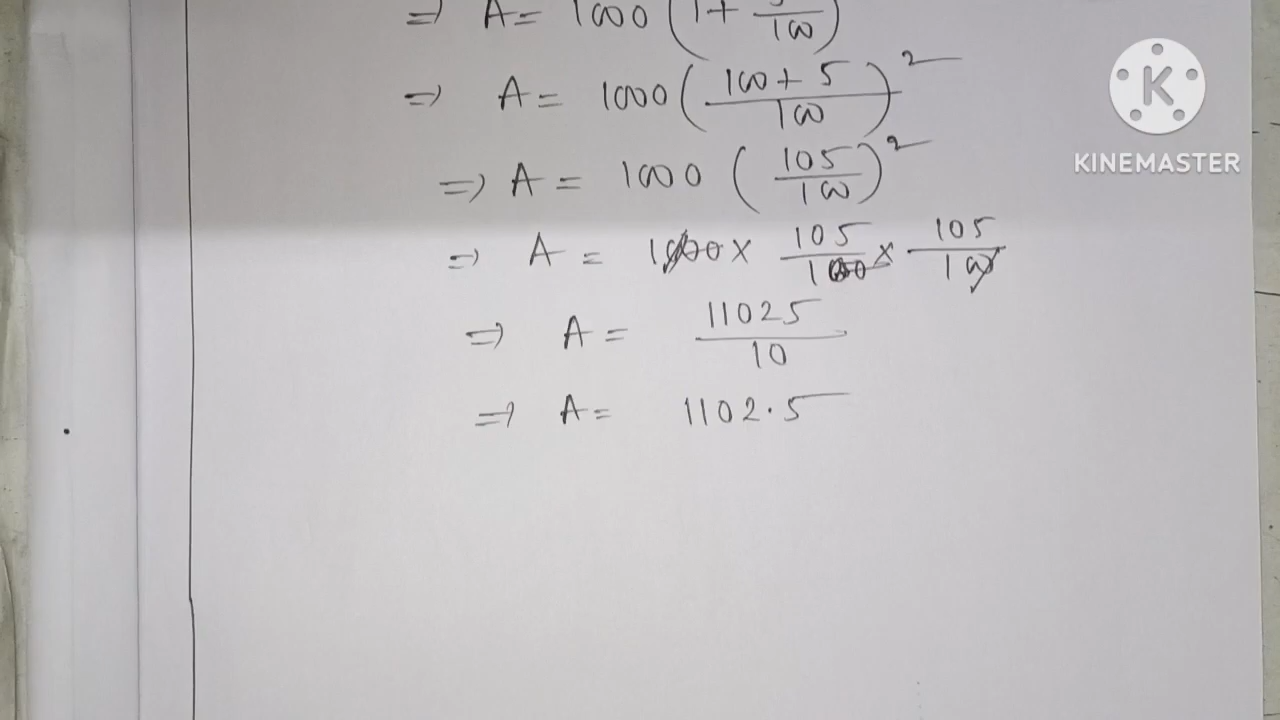 ⇒ A = 1000 (1 + 5/100)
⇒ A = 1000 ((100 + 5)/100)²
⇒ A = 1000 (105/100)²
⇒ A = 1000 × 105/100 × 105/100
⇒ A = 11025/10
⇒ A = 1102.5
K
KINEMASTER